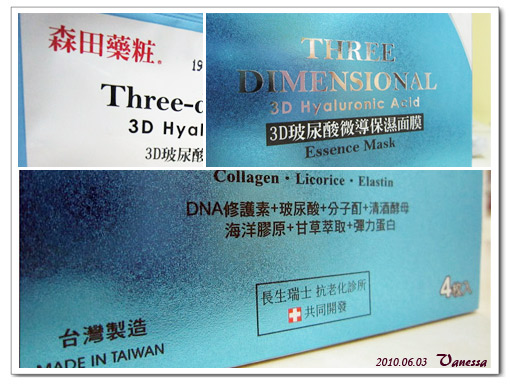 森田藥粧®
19
Three-d
3D Hyal
3D玻尿酸
THREE
DIMENSIONAL
3D Hyaluronic Acid
3D玻尿酸微導保濕面膜
Essence Mask
Collagen・Licorice・Elastin
DNA修護素+玻尿酸+分子酊+清酒酵母
海洋膠原+甘草萃取+彈力蛋白
長生瑞士 抗老化診所
共同開發
4枚入
台灣製造
MADE IN TAIWAN
2010.06.03 Vanessa